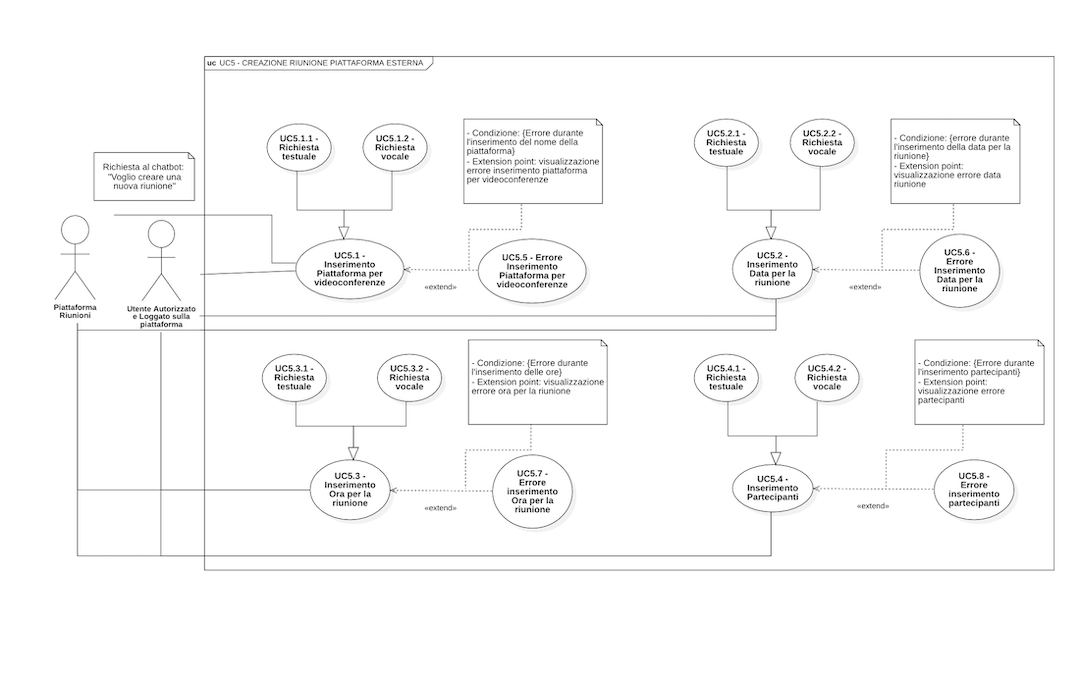 uc UC5 - CREAZIONE RIUNIONE PIATTAFORMA ESTERNA
UC5.1.1 -
Richiesta
testuale
UC5.1.2 -
Richiesta
vocale
- Condizione: {Errore durante
l'inserimento del nome della
piattaforma}
- Extension point: visualizzazione
errore inserimento piattaforma
per videoconferenze
UC5.2.1 -
Richiesta
testuale
UC5.2.2 -
Richiesta
vocale
- Condizione: {errore durante
l'inserimento della data per la
riunione}
- Extension point:
visualizzazione errore data
riunione
Richiesta al chatbot:
"Voglio creare una
nuova riunione"
Piattaforma
Riunioni
Utente Autorizzato
e Loggato sulla
piattaforma
UC5.1 -
Inserimento
Piattaforma per
videoconferenze
«extend»
UC5.5 - Errore
Inserimento
Piattaforma per
videoconferenze
UC5.2 -
Inserimento
Data per la
riunione
«extend»
UC5.6 -
Errore
Inserimento
Data per la
riunione
UC5.3.1 -
Richiesta
testuale
UC5.3.2 -
Richiesta
vocale
- Condizione: {Errore durante
l'inserimento delle ore}
- Extension point: visualizzazione
errore ora per la riunione
UC5.4.1 -
Richiesta
testuale
UC5.4.2 -
Richiesta
vocale
- Condizione: {Errore durante
l'inserimento partecipanti}
- Extension point:
visualizzazione errore
partecipanti
UC5.3 -
Inserimento
Ora per la
riunione
«extend»
UC5.7 -
Errore
inserimento
Ora per la
riunione
UC5.4 -
Inserimento
Partecipanti
«extend»
UC5.8 -
Errore
inserimento
partecipanti